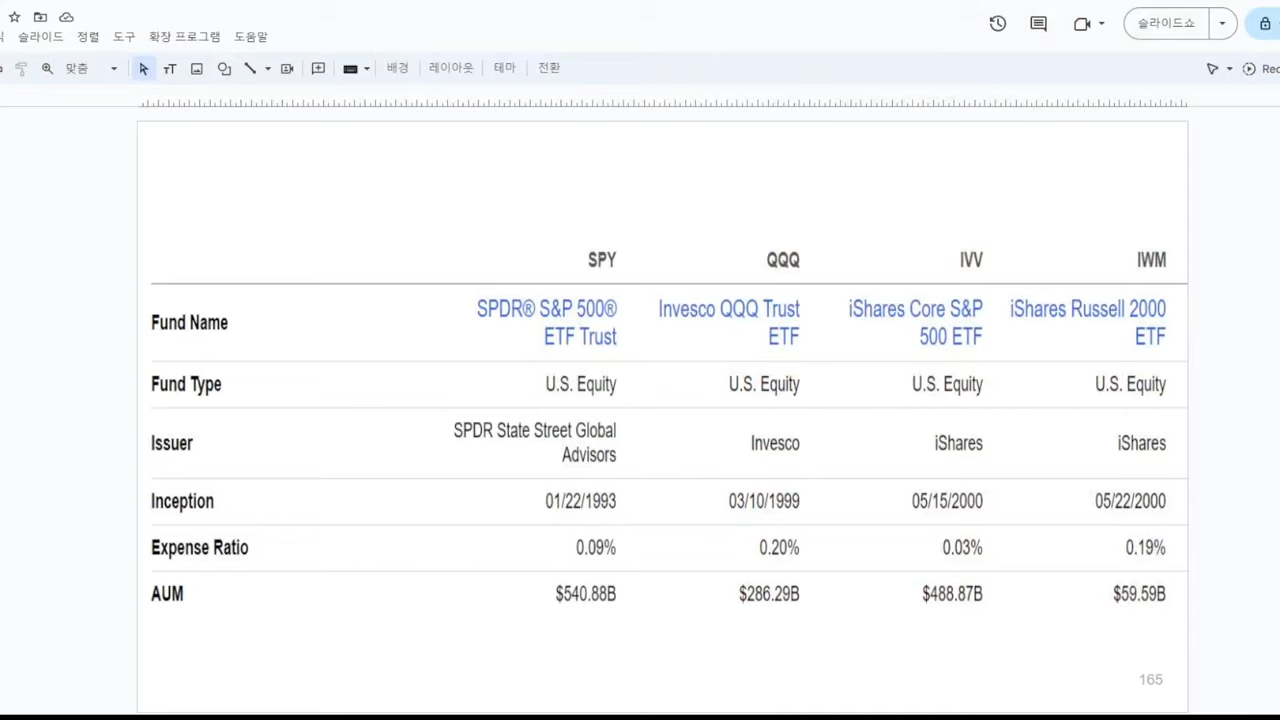 슬라이드 정렬 도구 확장 프로그램 도움말
슬라이드쇼
맞춤 배경 레이아웃 테마 전환
SPY QQQ IVV IWM
Fund Name
SPDR® S&P 500® ETF Trust
Invesco QQQ Trust ETF
iShares Core S&P 500 ETF
iShares Russell 2000 ETF
Fund Type U.S. Equity U.S. Equity U.S. Equity U.S. Equity
Issuer
SPDR State Street Global Advisors
Invesco iShares iShares
Inception 01/22/1993 03/10/1999 05/15/2000 05/22/2000
Expense Ratio 0.09% 0.20% 0.03% 0.19%
AUM $540.88B $286.29B $488.87B $59.59B
165